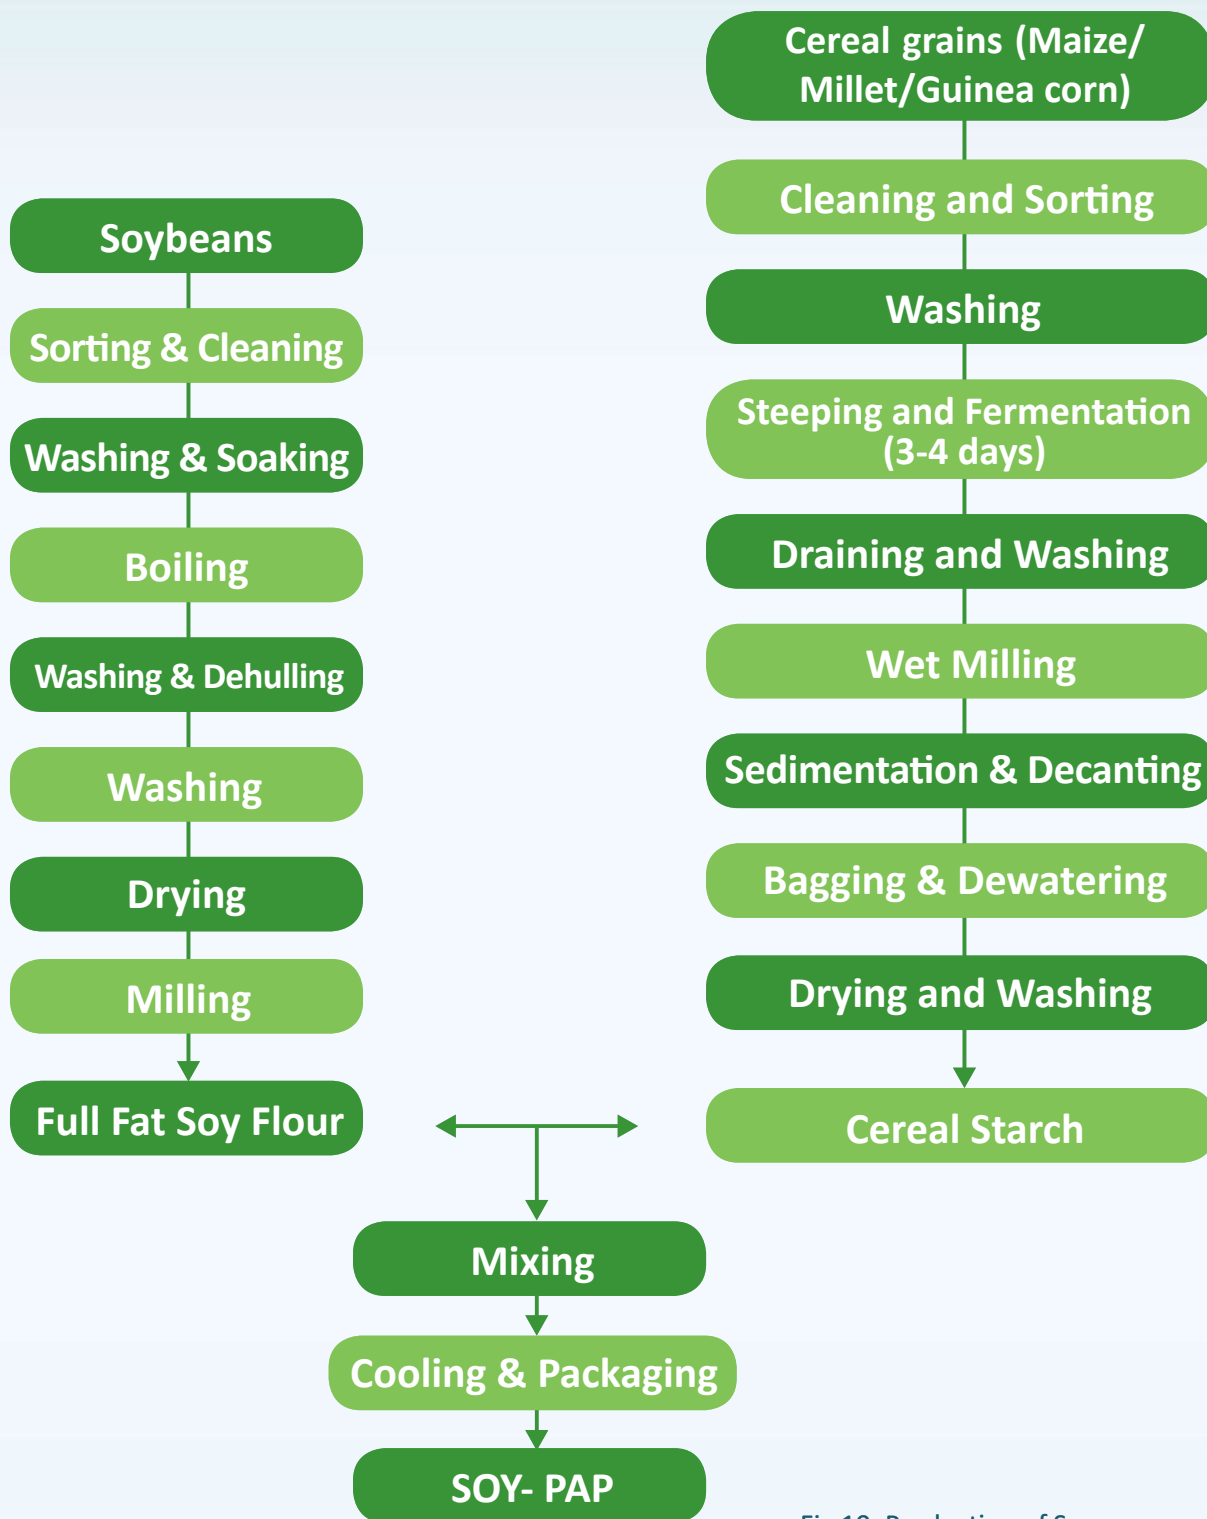 Soybeans
Sorting & Cleaning
Washing & Soaking
Boiling
Washing & Dehulling
Washing
Drying
Milling
Full Fat Soy Flour
Cereal grains (Maize/
Millet/Guinea corn)
Cleaning and Sorting
Washing
Steeping and Fermentation
(3-4 days)
Draining and Washing
Wet Milling
Sedimentation & Decanting
Bagging & Dewatering
Drying and Washing
Cereal Starch
Mixing
Cooling & Packaging
SOY- PAP